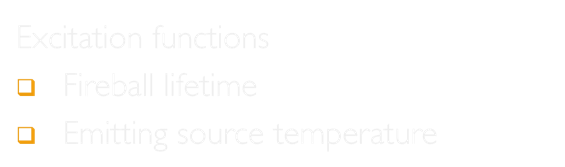 Excitation functions
❑ Fireball lifetime
❑ Emitting source temperature